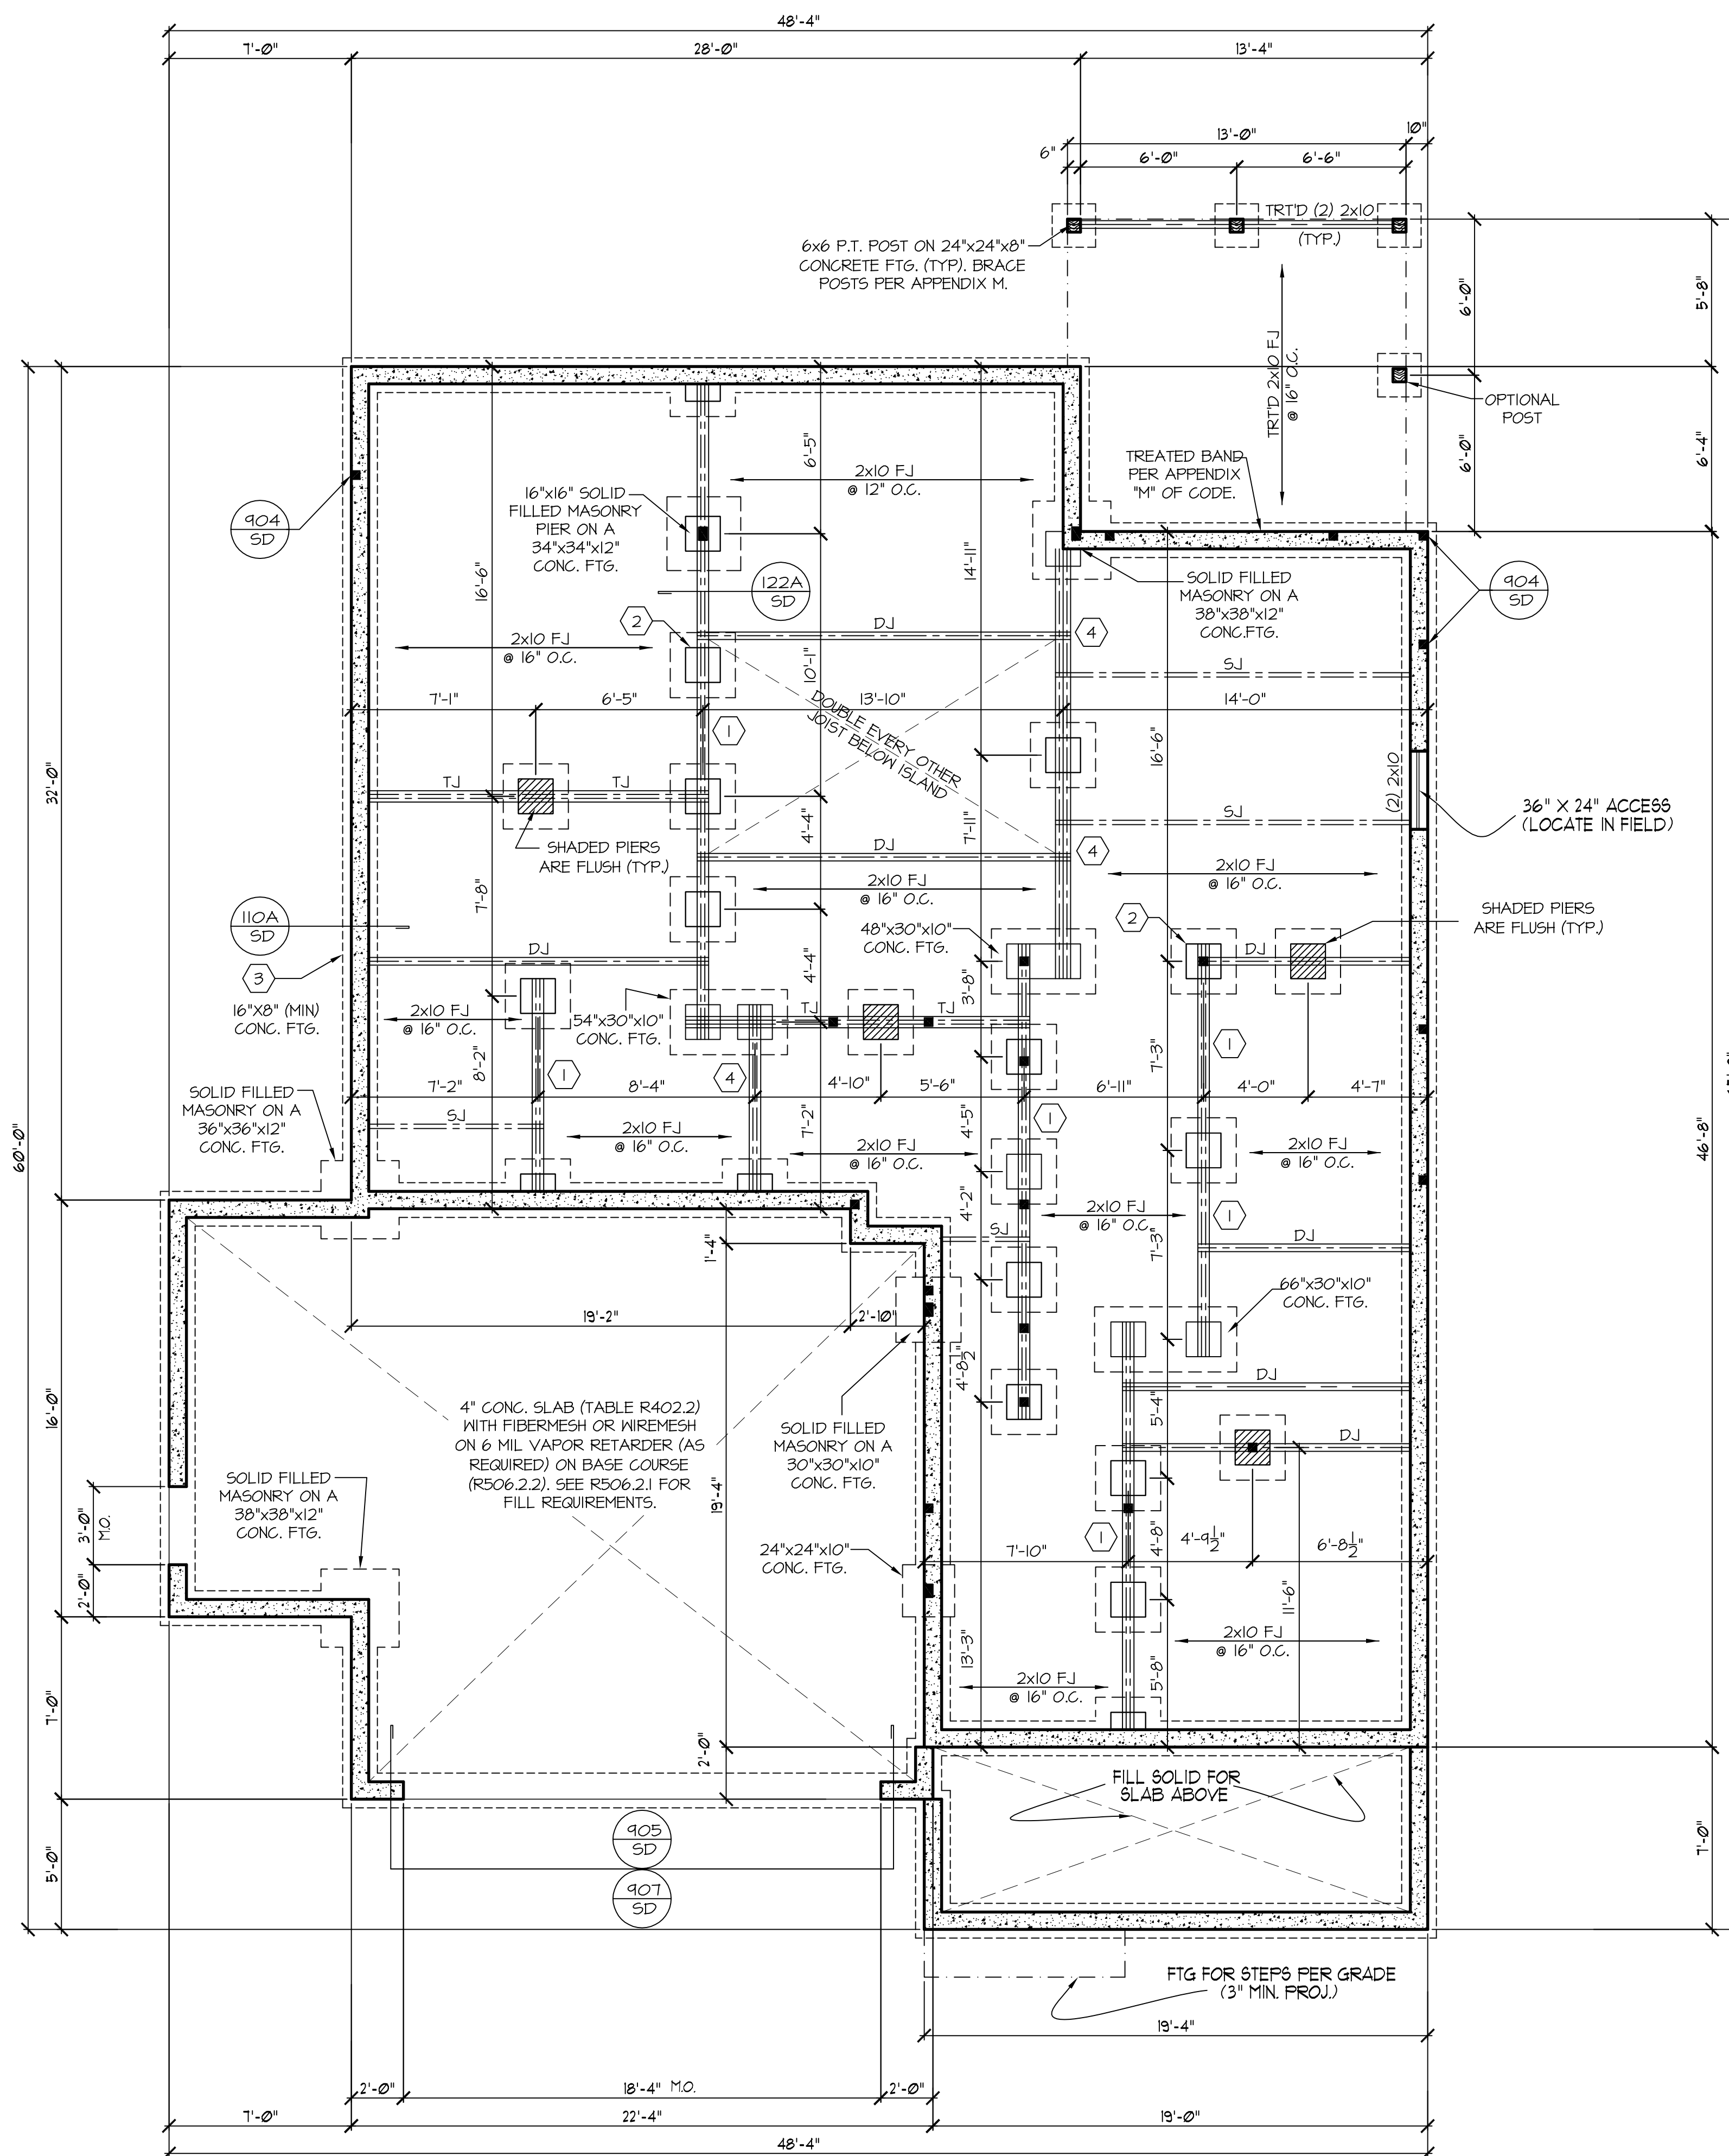 48'-4"
7'-0"
28'-0"
13'-4"
13'-0"
10"
6"
6'-0"
6'-6"
TRT'D (2) 2x10
(TYP.)
6x6 P.T. POST ON 24"x24"x8"
CONCRETE FTG. (TYP). BRACE
POSTS PER APPENDIX M.
6'-0"
5'-8"
TRT'D 2x10 FJ
@ 16" O.C.
OPTIONAL
POST
6'-0"
6'-4"
TREATED BAND
PER APPENDIX
"M" OF CODE.
6'-5"
2x10 FJ
@ 12" O.C.
16"x16" SOLID
FILLED MASONRY
PIER ON A
34"x34"x12"
CONC. FTG.
904
SD
16'-6"
14'-11"
122A
SD
SOLID FILLED
MASONRY ON A
38"x38"x12"
CONC.FTG.
904
SD
2
DJ
4
2x10 FJ
@ 16" O.C.
SJ
10'-1"
7'-1"
6'-5"
13'-10"
14'-0"
DOUBLE EVERY OTHER
JOIST BELOW ISLAND
1
16'-6"
32'-0"
TJ
TJ
(2) 2x10
36" X 24" ACCESS
(LOCATE IN FIELD)
SJ
4'-4"
7'-11"
SHADED PIERS
ARE FLUSH (TYP.)
DJ
4
2x10 FJ
@ 16" O.C.
2x10 FJ
@ 16" O.C.
7'-8"
110A
SD
48"x30"x10"
CONC. FTG.
2
SHADED PIERS
ARE FLUSH (TYP.)
DJ
DJ
4'-4"
3'-8"
3
16"X8" (MIN)
CONC. FTG.
2x10 FJ
@ 16" O.C.
54"x30"x10"
CONC. FTG.
TJ
TJ
8'-2"
1
4
7'-3"
1
SOLID FILLED
MASONRY ON A
36"x36"x12"
CONC. FTG.
7'-2"
8'-4"
4'-10"
5'-6"
6'-11"
4'-0"
4'-7"
SJ
7'-2"
4'-5"
1
2x10 FJ
@ 16" O.C.
2x10 FJ
@ 16" O.C.
2x10 FJ
@ 16" O.C.
60'-0"
46'-8"
4'-2"
2x10 FJ
@ 16" O.C.
1
SJ
7'-3"
DJ
1'-4"
66"x30"x10"
CONC. FTG.
19'-2"
2'-10"
4'-8 1/2"
DJ
16'-0"
5'-4"
4" CONC. SLAB (TABLE R402.2)
WITH FIBERMESH OR WIREMESH
ON 6 MIL VAPOR RETARDER (AS
REQUIRED) ON BASE COURSE
(R506.2.2). SEE R506.2.1 FOR
FILL REQUIREMENTS.
SOLID FILLED
MASONRY ON A
30"x30"x10"
CONC. FTG.
DJ
SOLID FILLED
MASONRY ON A
38"x38"x12"
CONC. FTG.
19'-4"
3'-0"
M.O.
1
4'-8"
4'-9 1/2"
6'-8 1/2"
24"x24"x10"
CONC. FTG.
7'-10"
2'-0"
11'-6"
13'-3"
5'-8"
2x10 FJ
@ 16" O.C.
2x10 FJ
@ 16" O.C.
7'-0"
2'-0"
FILL SOLID FOR
SLAB ABOVE
905
SD
907
SD
5'-0"
7'-0"
FTG FOR STEPS PER GRADE
(3" MIN. PROJ.)
19'-4"
2'-0"
18'-4" M.O.
2'-0"
7'-0"
22'-4"
19'-0"
48'-4"